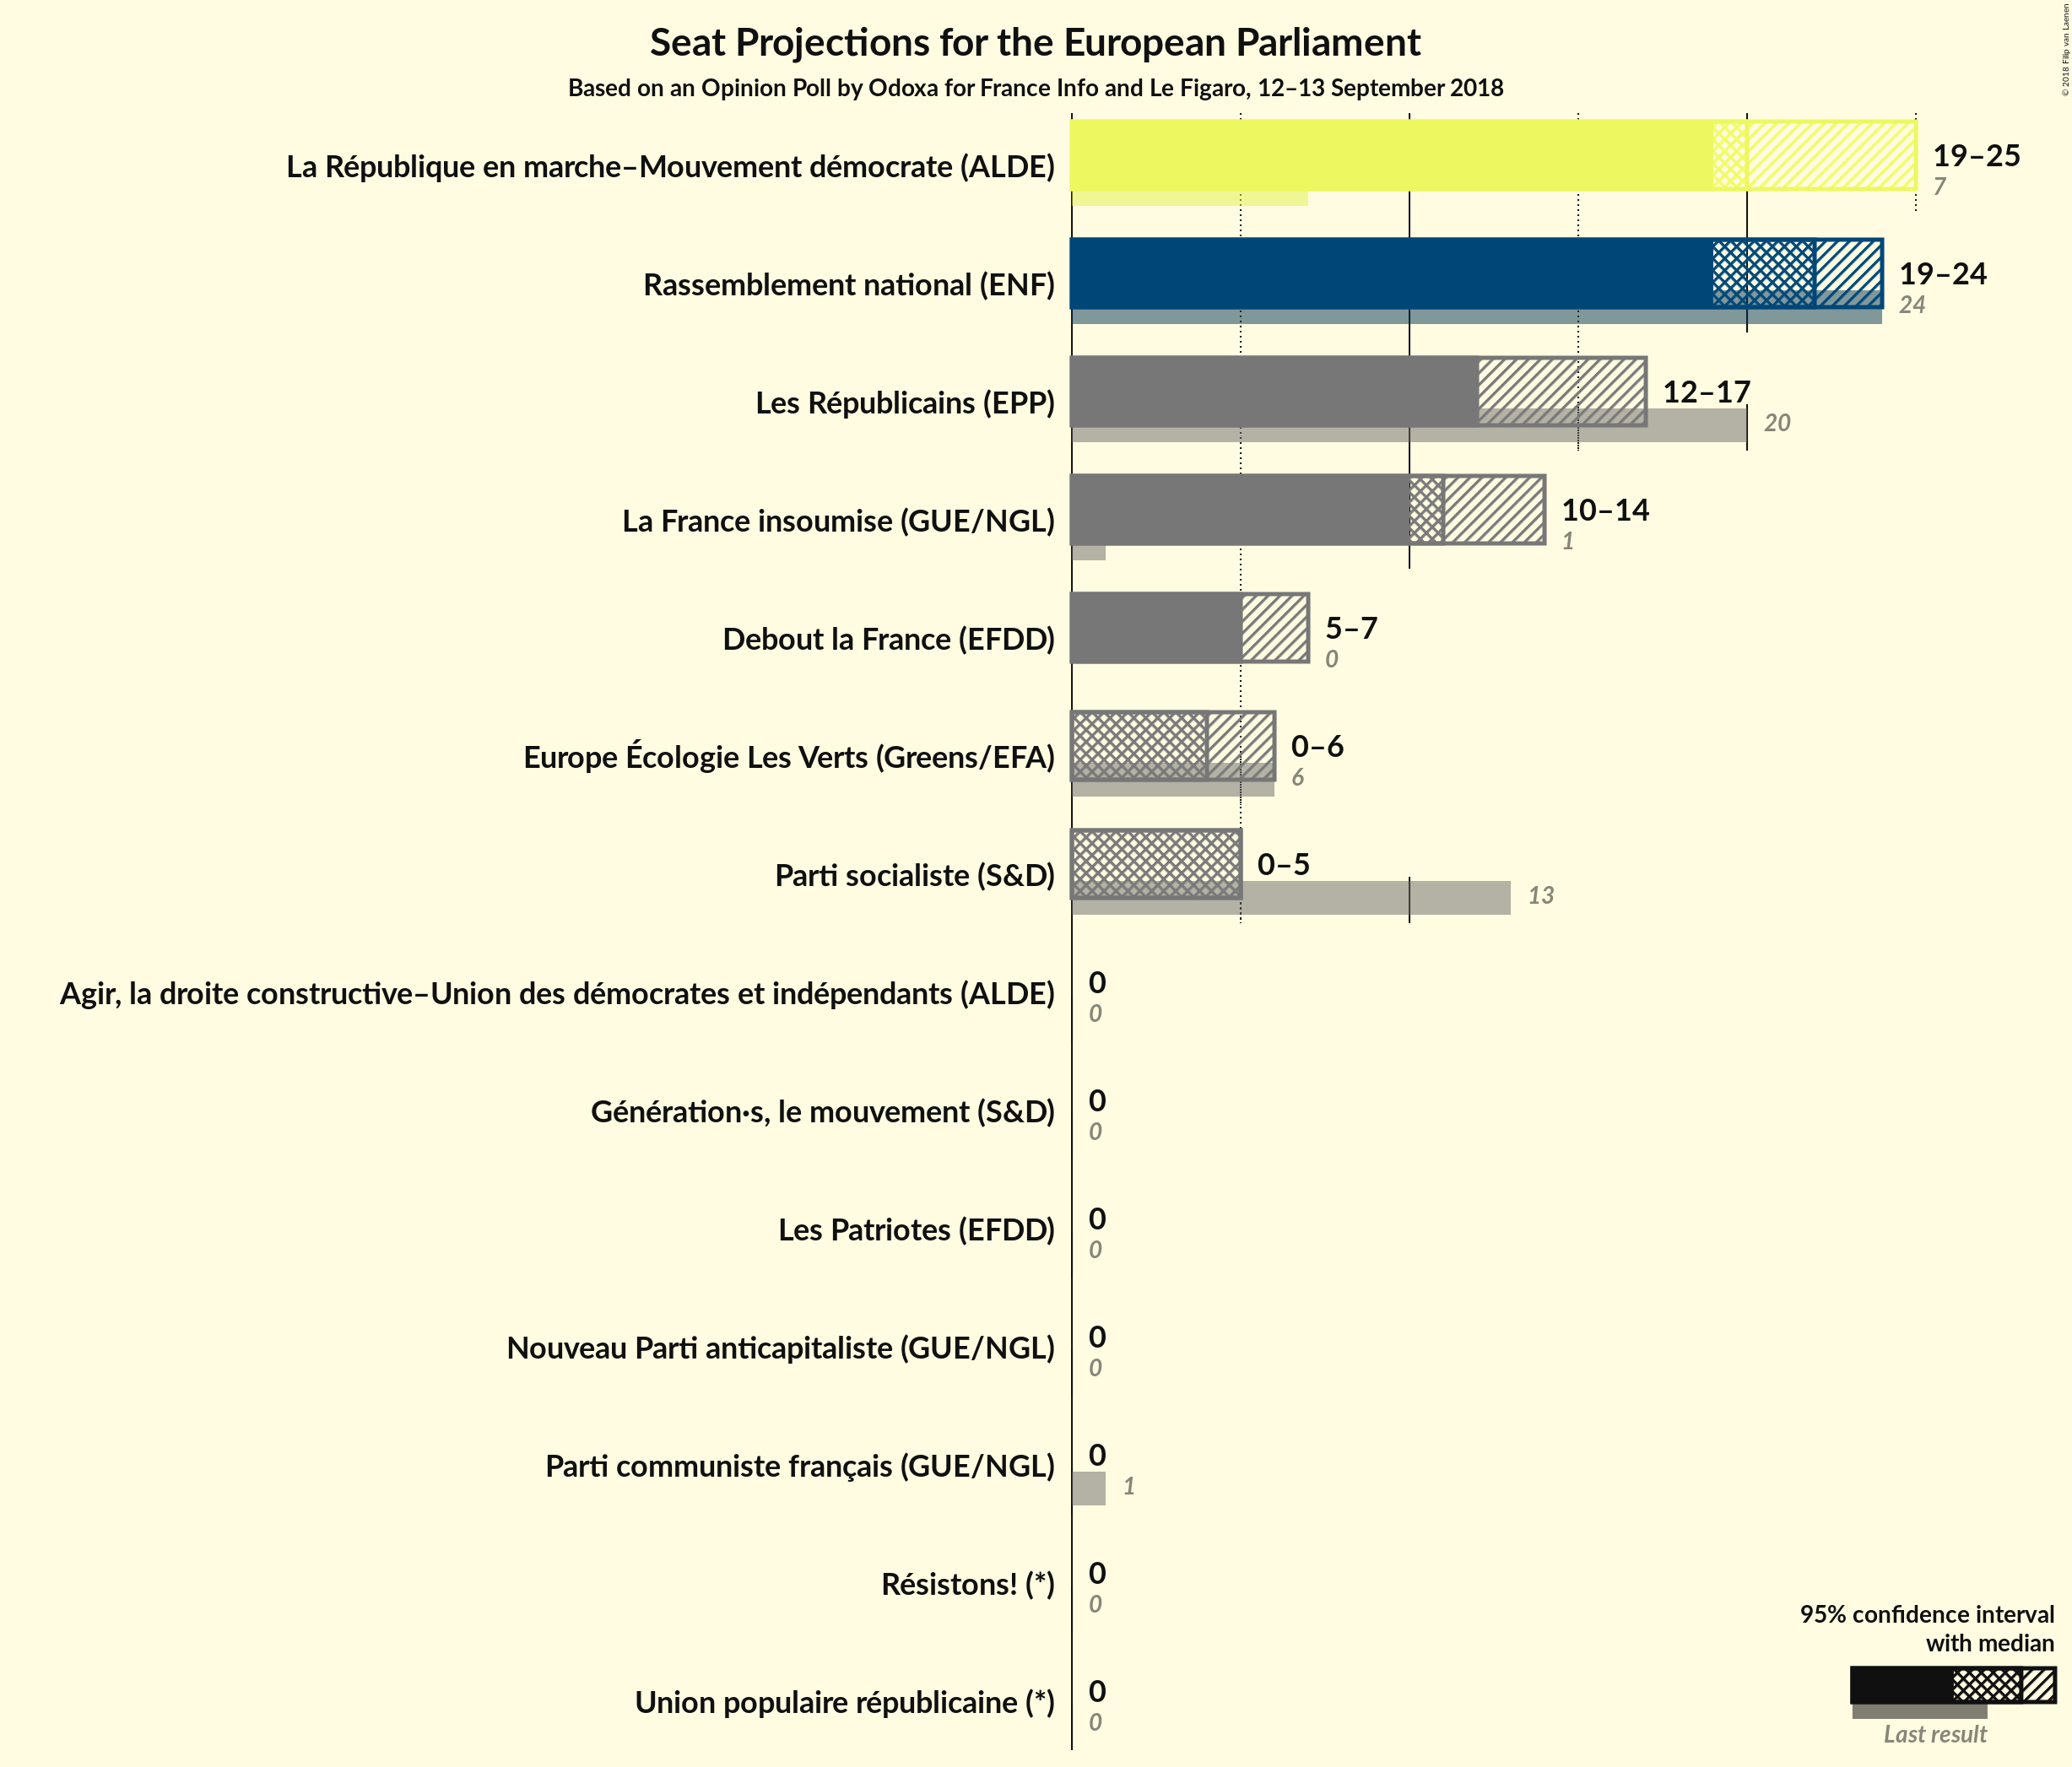 Seat Projections for the European Parliament
Based on an Opinion Poll by Odoxa for France Info and Le Figaro, 12–13 September 2018
© 2018 Filip van Laenen
La République en marche–Mouvement démocrate (ALDE)
19–25
7
Rassemblement national (ENF)
19–24
24
Les Républicains (EPP)
12–17
20
La France insoumise (GUE/NGL)
10–14
1
Debout la France (EFDD)
5–7
0
Europe Écologie Les Verts (Greens/EFA)
0–6
6
Parti socialiste (S&D)
0–5
13
Agir, la droite constructive–Union des démocrates et indépendants (ALDE)
0
0
Génération·s, le mouvement (S&D)
0
0
Les Patriotes (EFDD)
0
0
Nouveau Parti anticapitaliste (GUE/NGL)
0
0
Parti communiste français (GUE/NGL)
0
1
Résistons! (*)
0
0
Union populaire républicaine (*)
0
0
95% confidence interval
with median
Last result